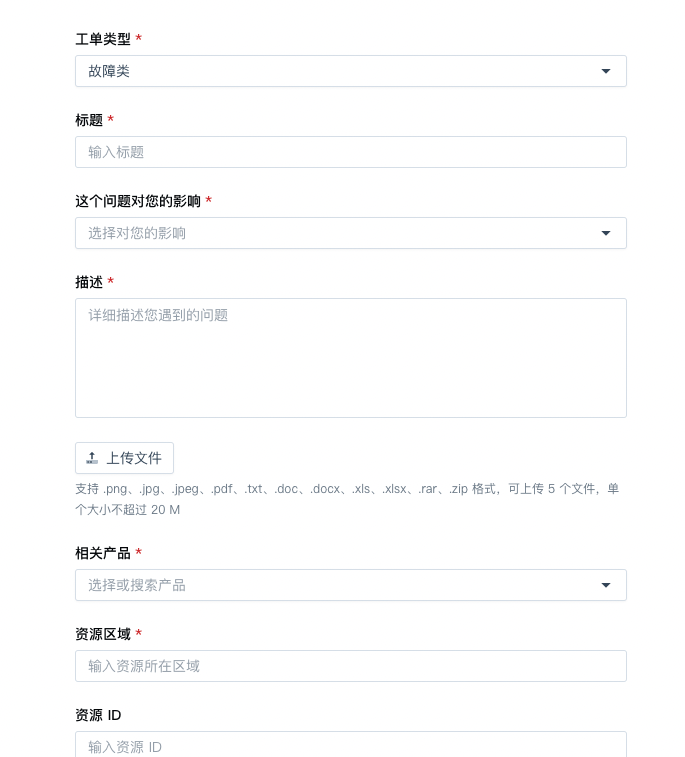 工单类型 *
故障类
标题 *
输入标题
这个问题对您的影响 *
选择对您的影响
描述 *
详细描述您遇到的问题
上传文件
支持 .png、.jpg、.jpeg、.pdf、.txt、.doc、.docx、.xls、.xlsx、.rar、.zip 格式，可上传 5 个文件，单
个大小不超过 20 M
相关产品 *
选择或搜索产品
资源区域 *
输入资源所在区域
资源 ID
输入资源 ID